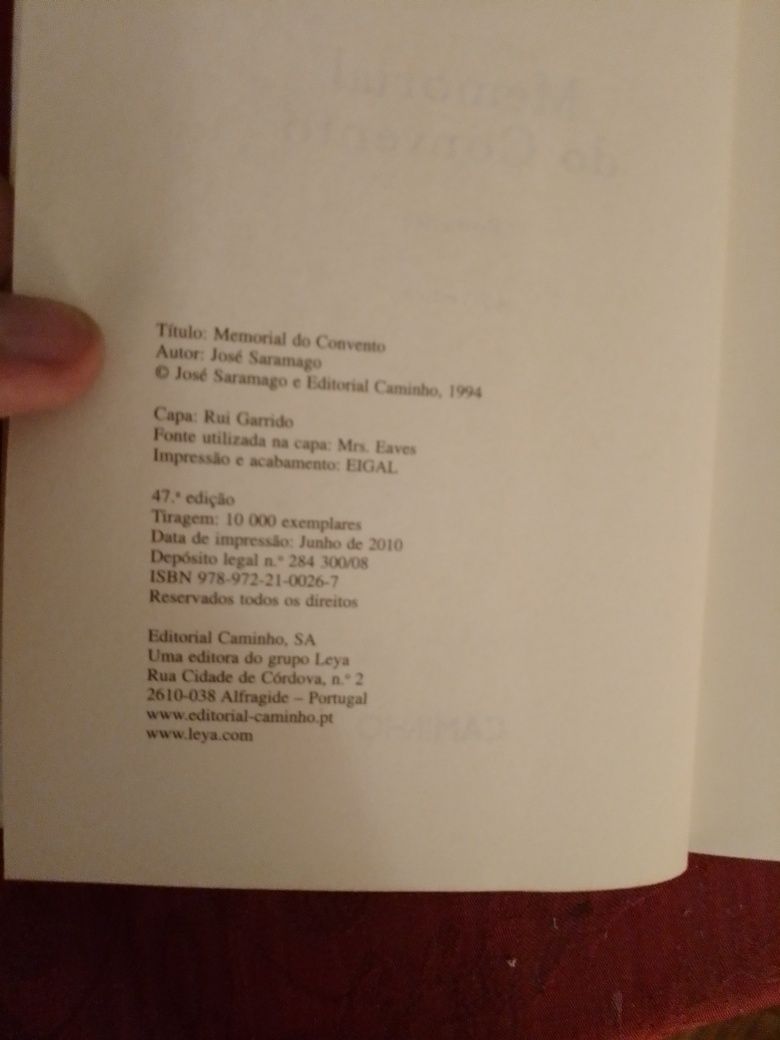 Título: Memorial do Convento
Autor: José Saramago
© José Saramago e Editorial Caminho, 1994
Capa: Rui Garrido
Fonte utilizada na capa: Mrs. Eaves
Impressão e acabamento: EIGAL
47.ª edição
Tiragem: 10 000 exemplares
Data de impressão: Junho de 2010
Depósito legal n.º 284 300/08
ISBN 978-972-21-0026-7
Reservados todos os direitos
Editorial Caminho, SA
Uma editora do grupo Leya
Rua Cidade de Córdova, n.º 2
2610-038 Alfragide – Portugal
www.editorial-caminho.pt
www.leya.com